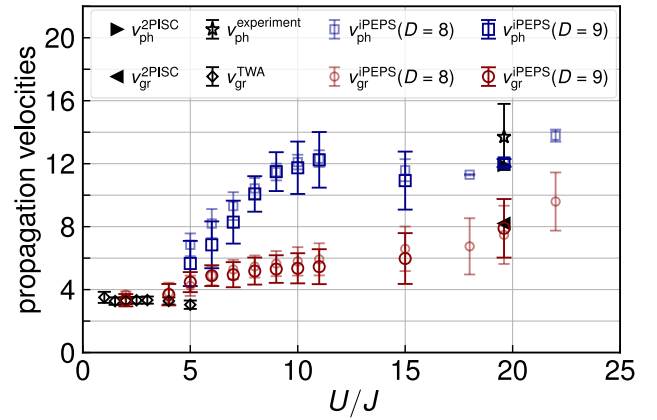 v_ph^2PISC v_ph^experiment v_ph^iPEPS(D = 8) v_ph^iPEPS(D = 9)
v_gr^2PISC v_gr^TWA v_gr^iPEPS(D = 8) v_gr^iPEPS(D = 9)
propagation velocities
20
16
12
8
4
0
0 5 10 15 20 25
U/J